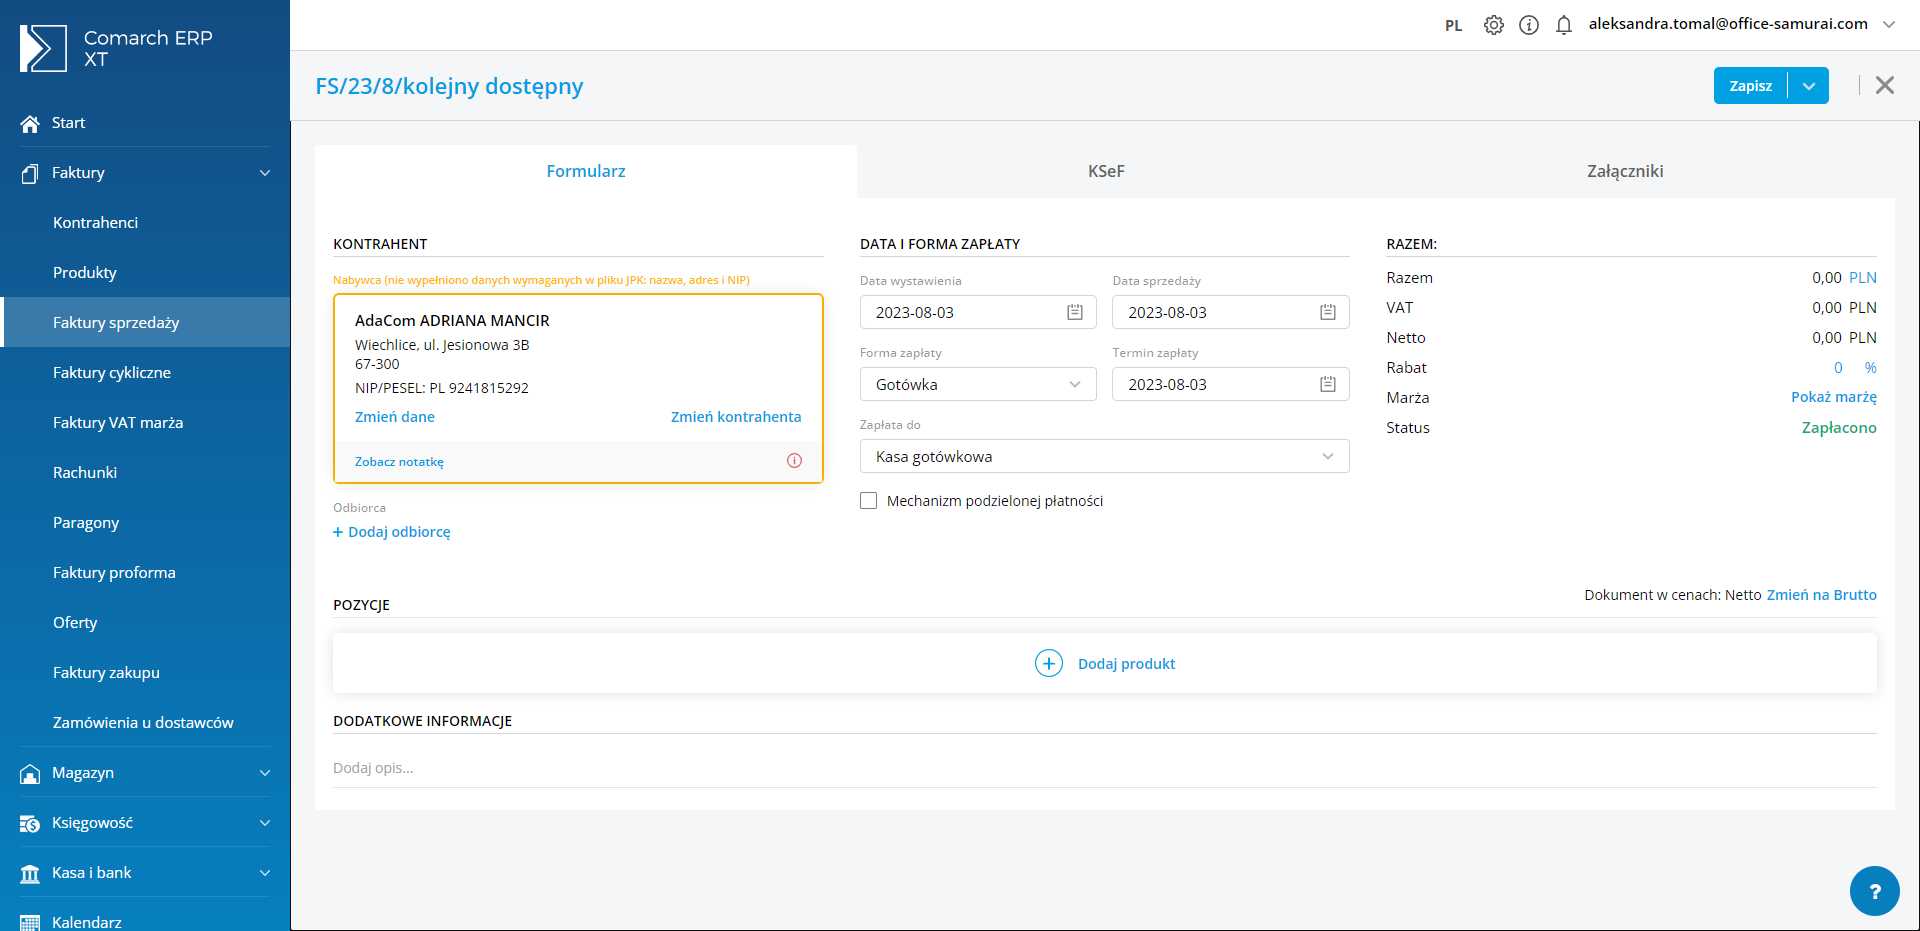 Comarch ERP
XT
Start
Faktury
Kontrahenci
Produkty
Faktury sprzedaży
Faktury cykliczne
Faktury VAT marża
Rachunki
Paragony
Faktury proforma
Oferty
Faktury zakupu
Zamówienia u dostawców
Magazyn
Księgowość
Kasa i bank
Kalendarz
PL aleksandra.tomal@office-samurai.com
FS/23/8/kolejny dostępny
Zapisz
Formularz KSeF Załączniki
KONTRAHENT
Nabywca (nie wypełniono danych wymaganych w pliku JPK: nazwa, adres i NIP)
AdaCom ADRIANA MANCIR
Wiechlice, ul. Jesionowa 3B
67-300
NIP/PESEL: PL 9241815292
Zmień dane Zmień kontrahenta
Zobacz notatkę
Odbiorca
+ Dodaj odbiorcę
DATA I FORMA ZAPŁATY
Data wystawienia Data sprzedaży
2023-08-03 2023-08-03
Forma zapłaty Termin zapłaty
Gotówka 2023-08-03
Zapłata do
Kasa gotówkowa
Mechanizm podzielonej płatności
RAZEM:
Razem 0,00 PLN
VAT 0,00 PLN
Netto 0,00 PLN
Rabat 0 %
Marża Pokaż marżę
Status Zapłacono
POZYCJE
Dokument w cenach: Netto Zmień na Brutto
Dodaj produkt
DODATKOWE INFORMACJE
Dodaj opis...
?